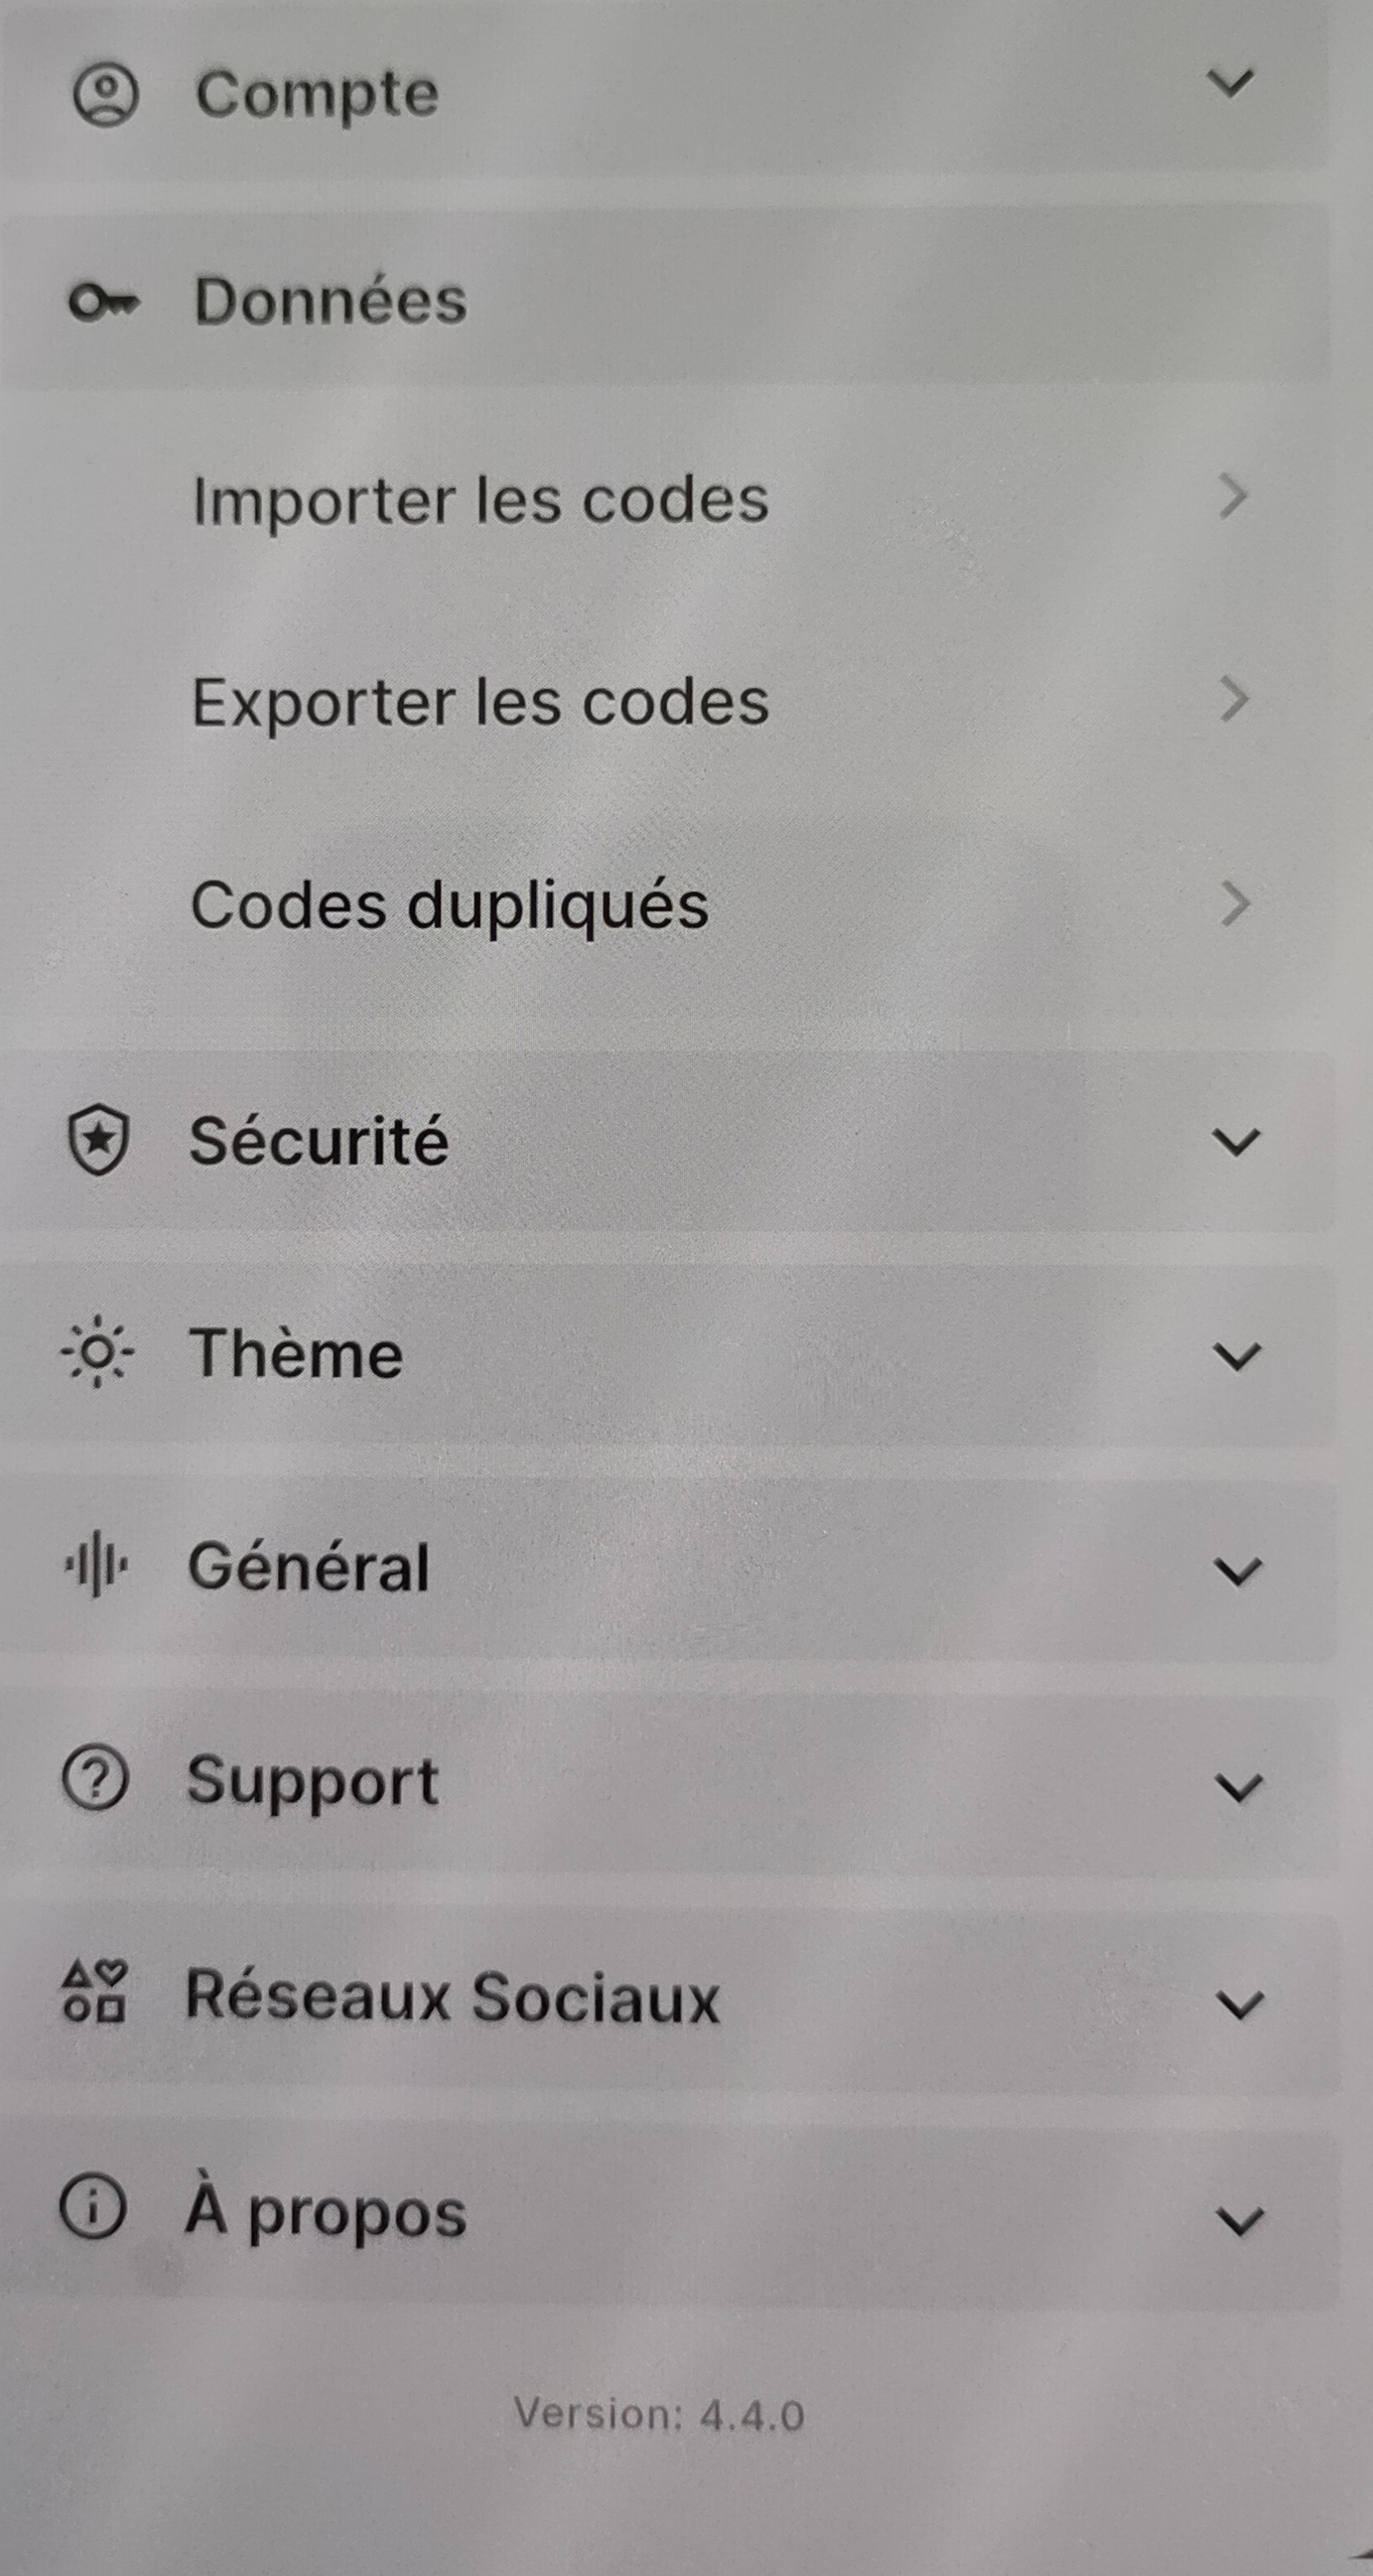 Compte
Données
Importer les codes
Exporter les codes
Codes dupliqués
Sécurité
Thème
Général
Support
Réseaux Sociaux
À propos
Version: 4.4.0